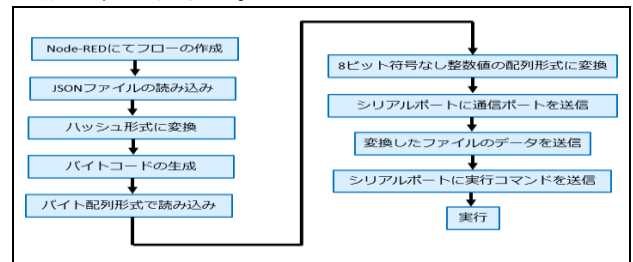 Node-REDにてフローの作成
JSONファイルの読み込み
ハッシュ形式に変換
バイトコードの生成
バイト配列形式で読み込み
8ビット符号なし整数値の配列形式に変換
シリアルポートに通信ポートを送信
変換したファイルのデータを送信
シリアルポートに実行コマンドを送信
実行